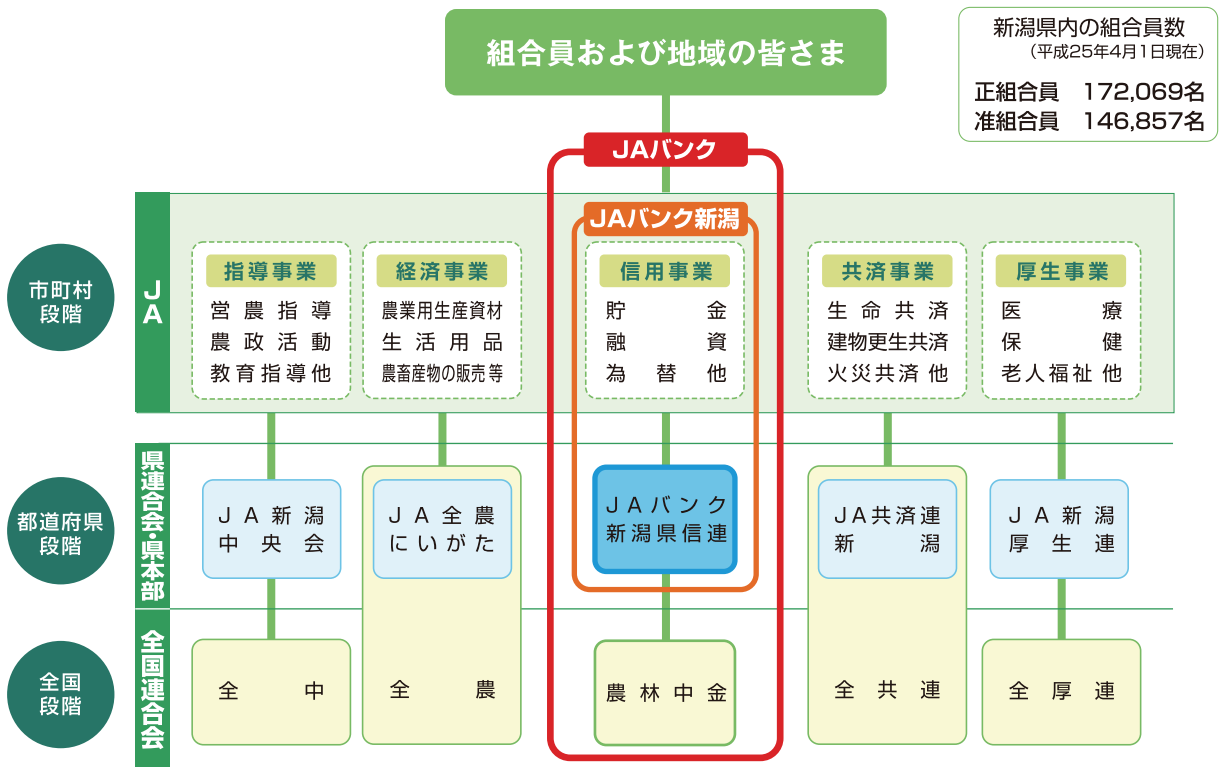 組合員および地域の皆さま
新潟県内の組合員数
（平成25年4月1日現在）
正組合員　172,069名
准組合員　146,857名
JAバンク
JAバンク新潟
市町村
段階
JA
指導事業
営農指導
農政活動
教育指導他
経済事業
農業用生産資材
生活用品
農畜産物の販売等
信用事業
貯金
融資
為替他
共済事業
生命共済
建物更生共済
火災共済他
厚生事業
医療
保健
老人福祉他
都道府県
段階
県連合会・県本部
JA新潟
中央会
JA全農
にいがた
JAバンク
新潟県信連
JA共済連
新潟
JA新潟
厚生連
全国
段階
全国連合会
全中
全農
農林中金
全共連
全厚連